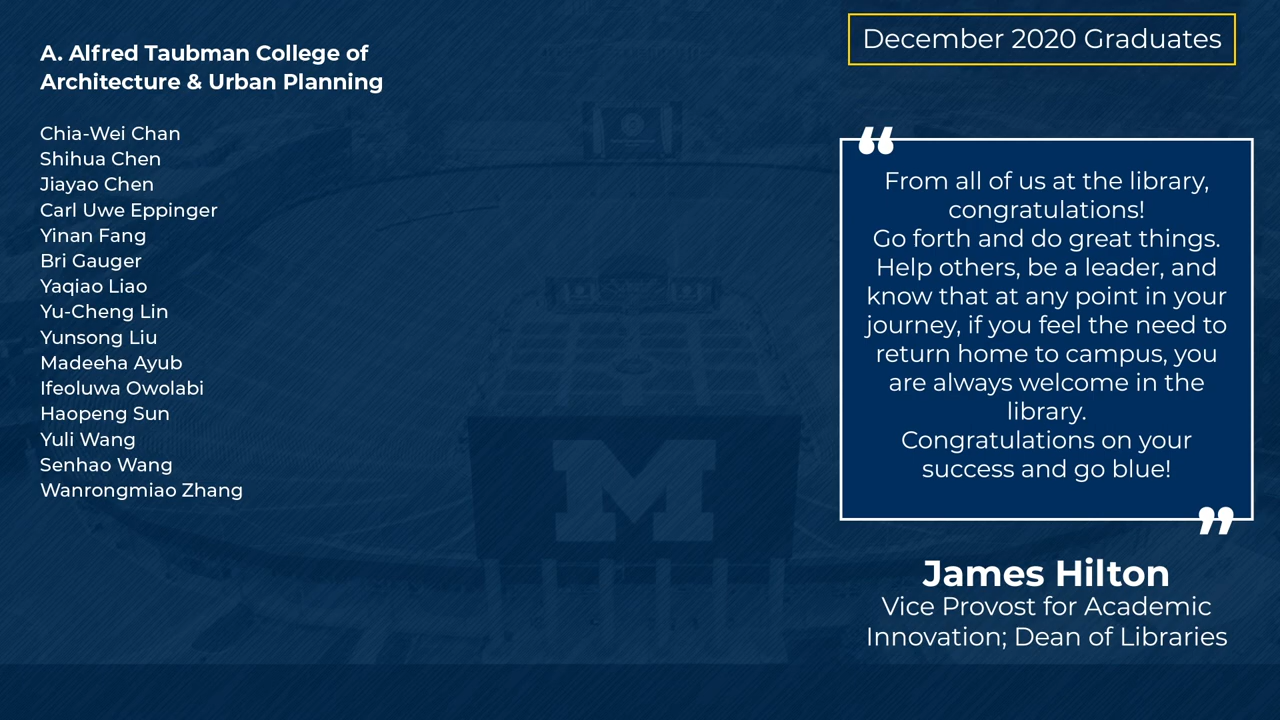 A. Alfred Taubman College of
Architecture & Urban Planning
Chia-Wei Chan
Shihua Chen
Jiayao Chen
Carl Uwe Eppinger
Yinan Fang
Bri Gauger
Yaqiao Liao
Yu-Cheng Lin
Yunsong Liu
Madeeha Ayub
Ifeoluwa Owolabi
Haopeng Sun
Yuli Wang
Senhao Wang
Wanrongmiao Zhang
December 2020 Graduates
“
From all of us at the library,
congratulations!
Go forth and do great things.
Help others, be a leader, and
know that at any point in your
journey, if you feel the need to
return home to campus, you
are always welcome in the
library.
Congratulations on your
success and go blue!
”
James Hilton
Vice Provost for Academic
Innovation; Dean of Libraries
M